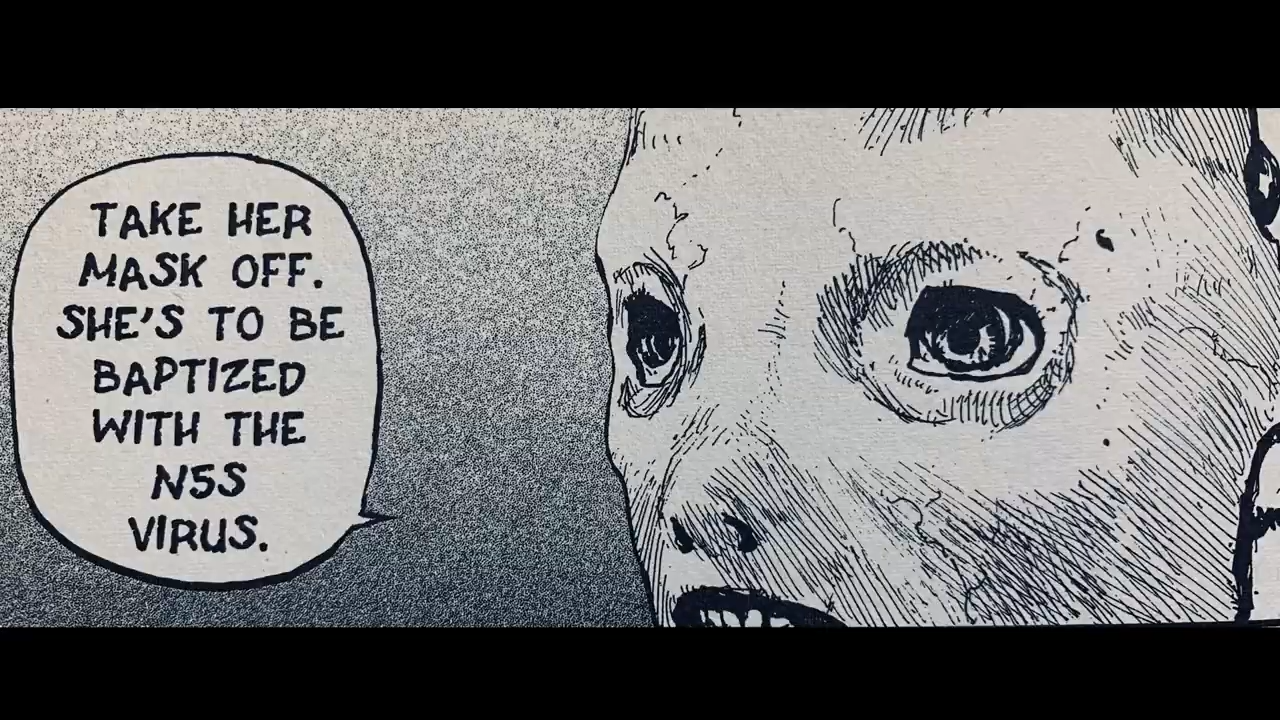 TAKE HER
MASK OFF.
SHE'S TO BE
BAPTIZED
WITH THE
N5S
VIRUS.